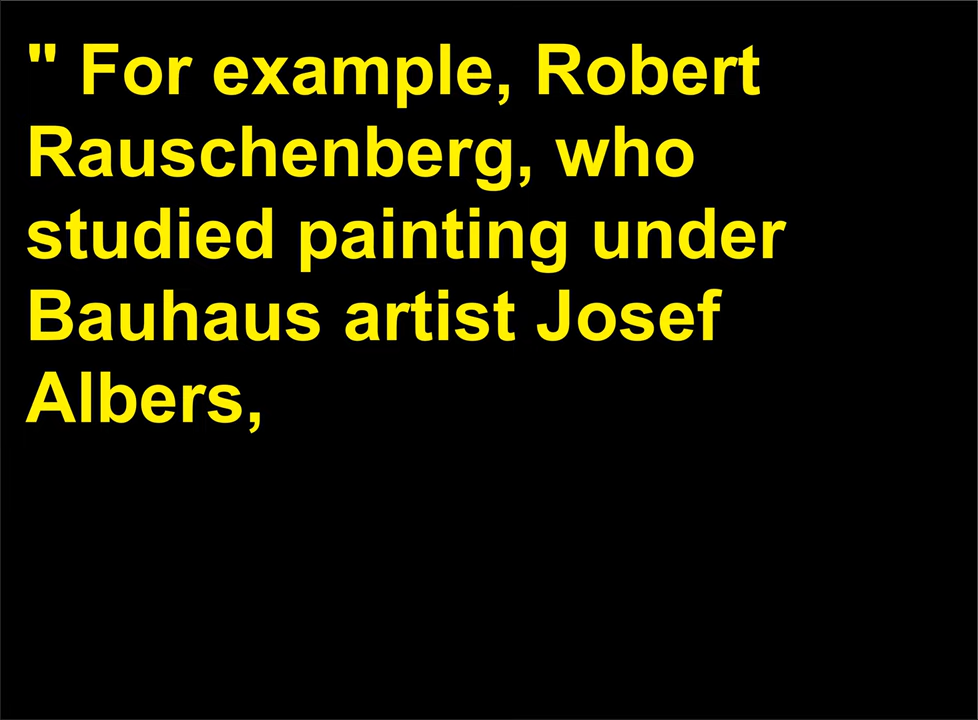 " For example, Robert
Rauschenberg, who
studied painting under
Bauhaus artist Josef
Albers,